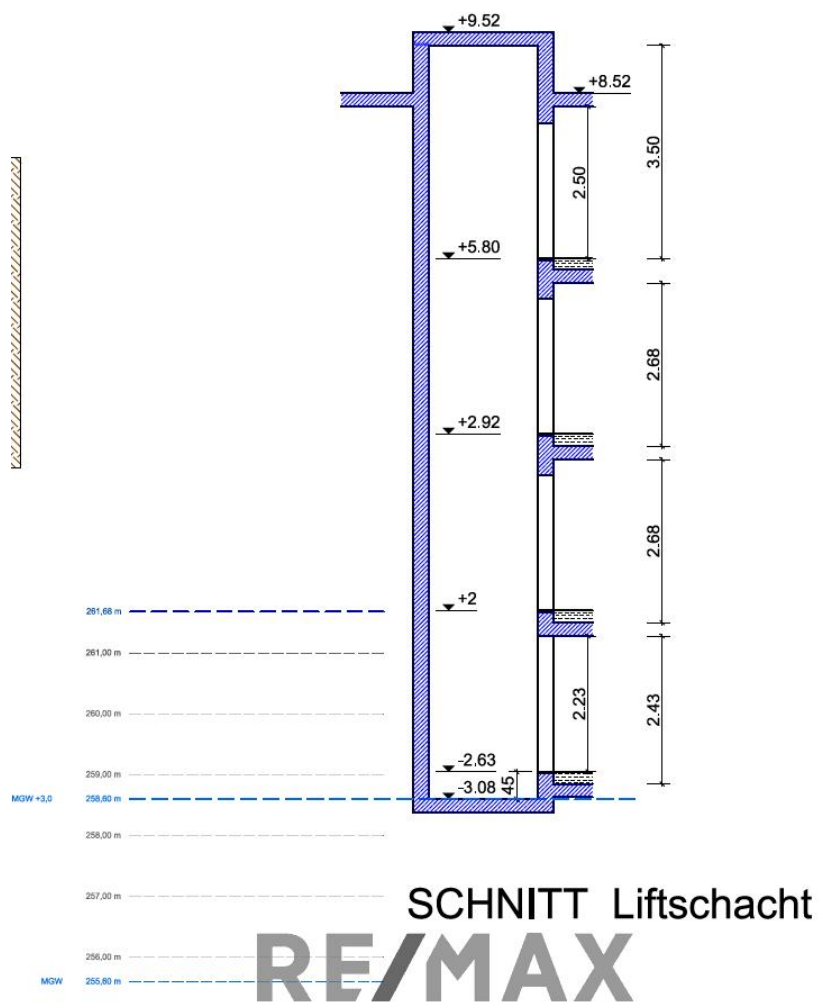 +9.52
+8.52
3.50
2.50
+5.80
2.68
+2.92
2.68
+2
261,68 m
261,00 m
260,00 m
2.23
2.43
259,00 m
-2.63
45
-3.08
MGW +3,0 258,60 m
258,00 m
257,00 m
SCHNITT Liftschacht
256,00 m
RE/MAX
MGW 255,60 m